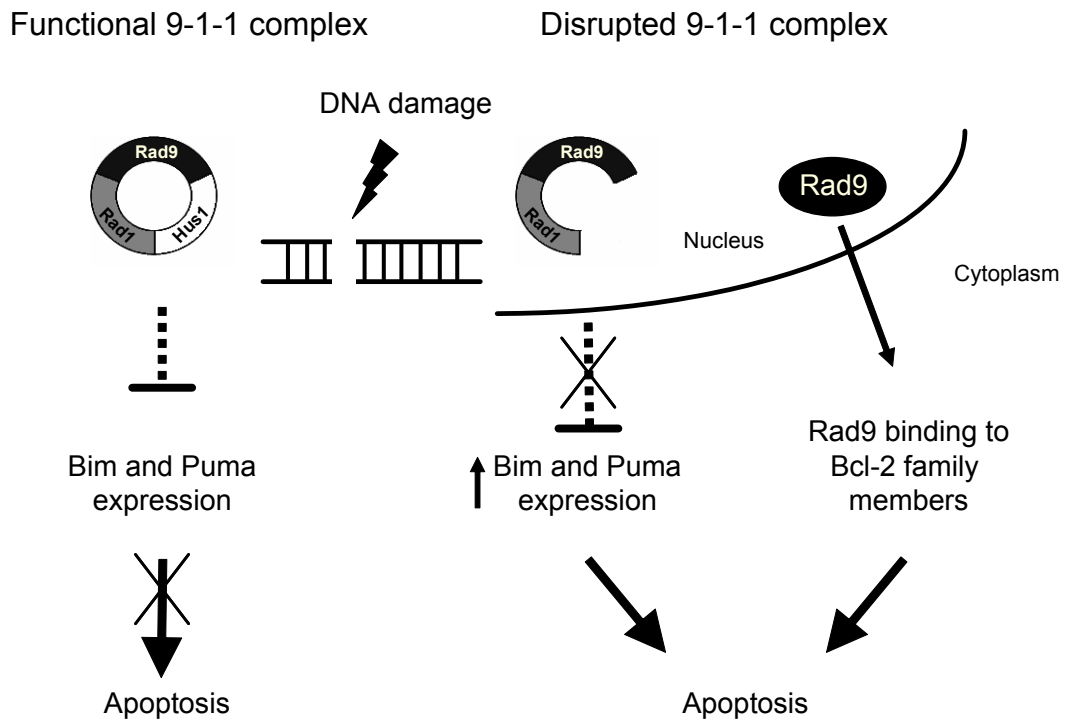 Functional 9-1-1 complex
Disrupted 9-1-1 complex
DNA damage
Rad9
Rad1
Hus1
Rad9
Rad1
Rad9
Nucleus
Cytoplasm
Bim and Puma
expression
Bim and Puma
expression
Rad9 binding to
Bcl-2 family
members
Apoptosis
Apoptosis